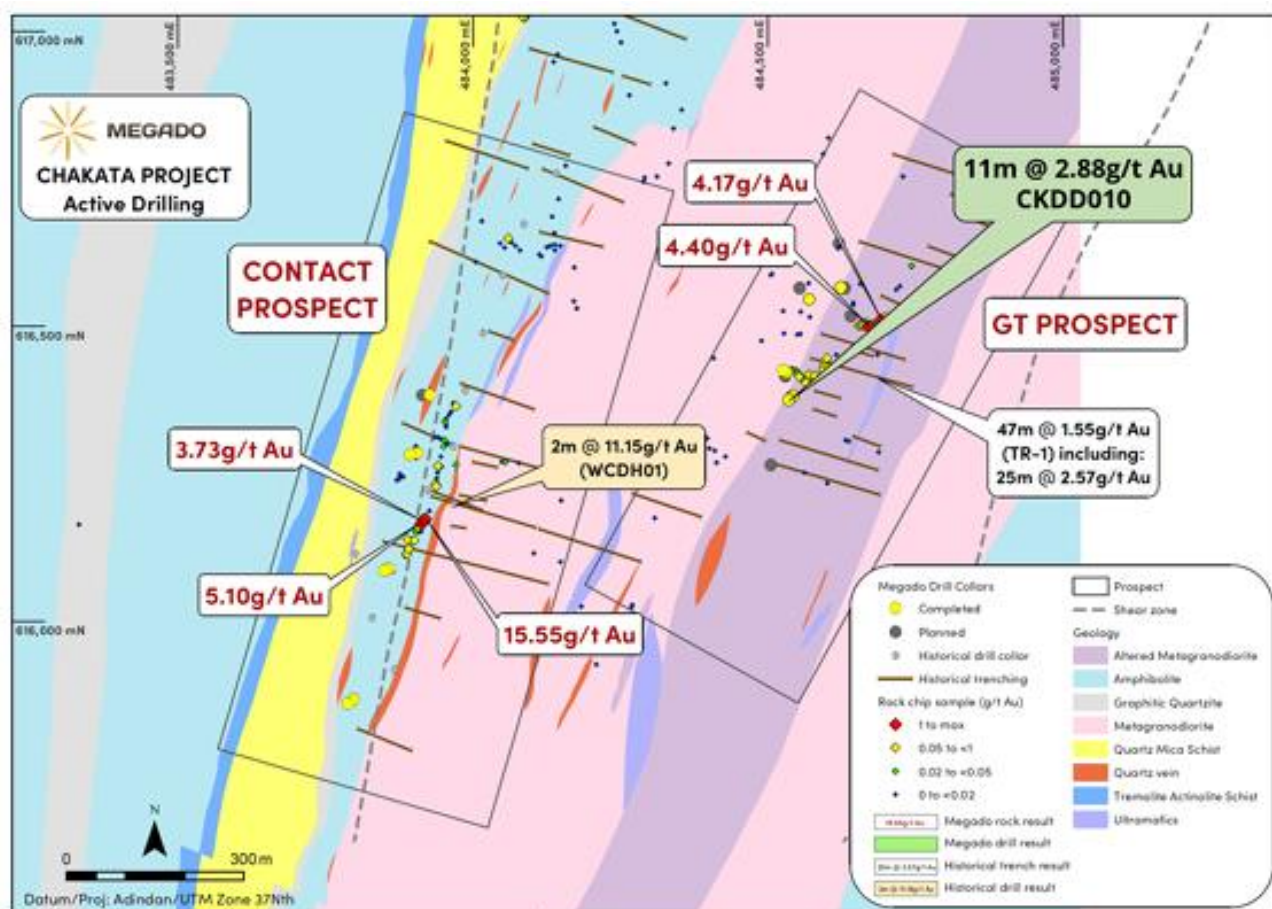 617,000 mN
483,500 mE
484,000 mE
484,500 mE
485,000 mE
MEGADO
CHAKATA PROJECT
Active Drilling
11m @ 2.88g/t Au
CKDD010
4.17g/t Au
4.40g/t Au
CONTACT
PROSPECT
GT PROSPECT
616,500 mN
3.73g/t Au
2m @ 11.15g/t Au
(WCDH01)
47m @ 1.55g/t Au
(TR-1) including:
25m @ 2.57g/t Au
5.10g/t Au
15.55g/t Au
616,000 mN
Megado Drill Collars
Completed
Planned
Historical drill collar
Historical trenching
Rock chip sample (g/t Au)
1 to max
0.05 to <1
0.02 to <0.05
0 to <0.02
Megado rock result
Megado drill result
Historical trench result
Historical drill result
Prospect
Shear zone
Geology
Altered Metagranodiorite
Amphibolite
Graphitic Quartzite
Metagranodiorite
Quartz Mica Schist
Quartz vein
Tremolite Actinolite Schist
Ultramafics
N
0 300m
Datum/Proj: Adindan/UTM Zone 37Nth